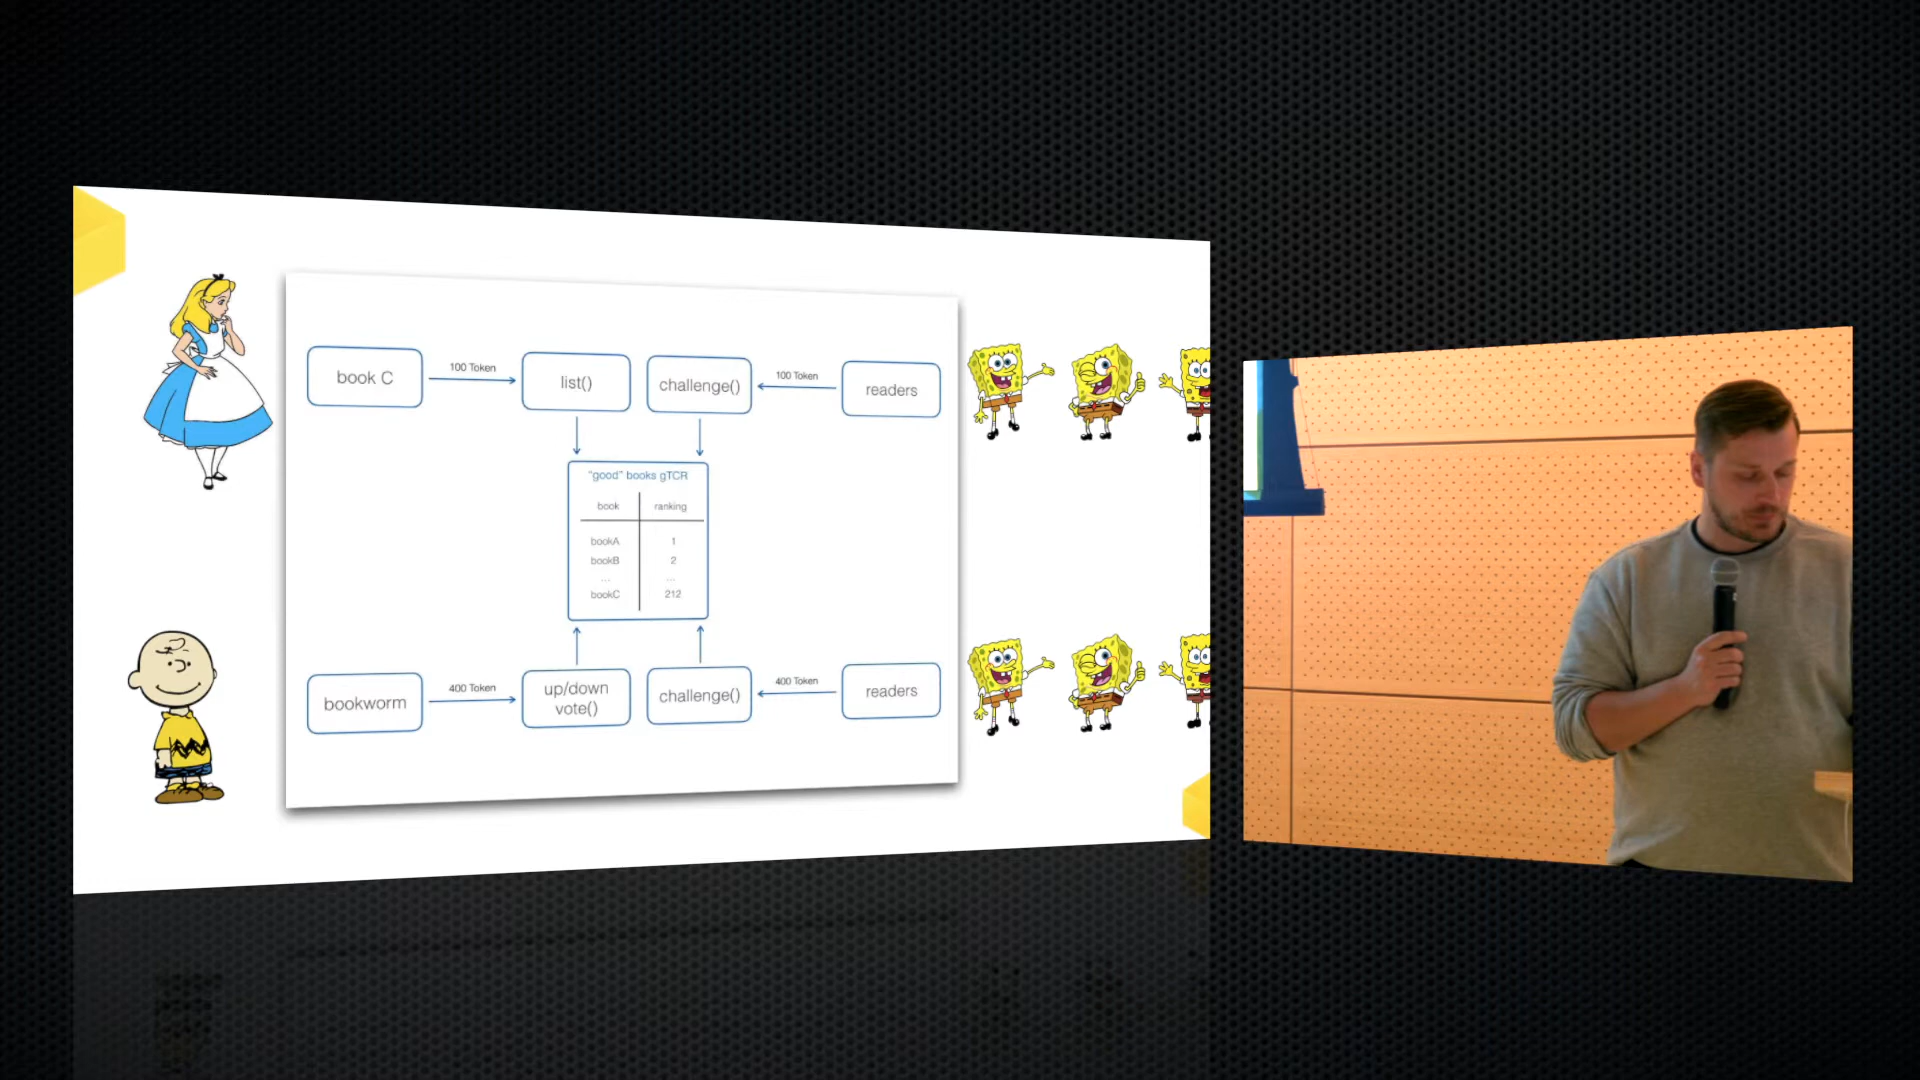 book C
100 Token
list()
challenge()
100 Token
readers
"good" books gTCR
book ranking
bookA 1
bookB 2
... ...
bookC 212
bookworm
400 Token
up/down
vote()
challenge()
400 Token
readers